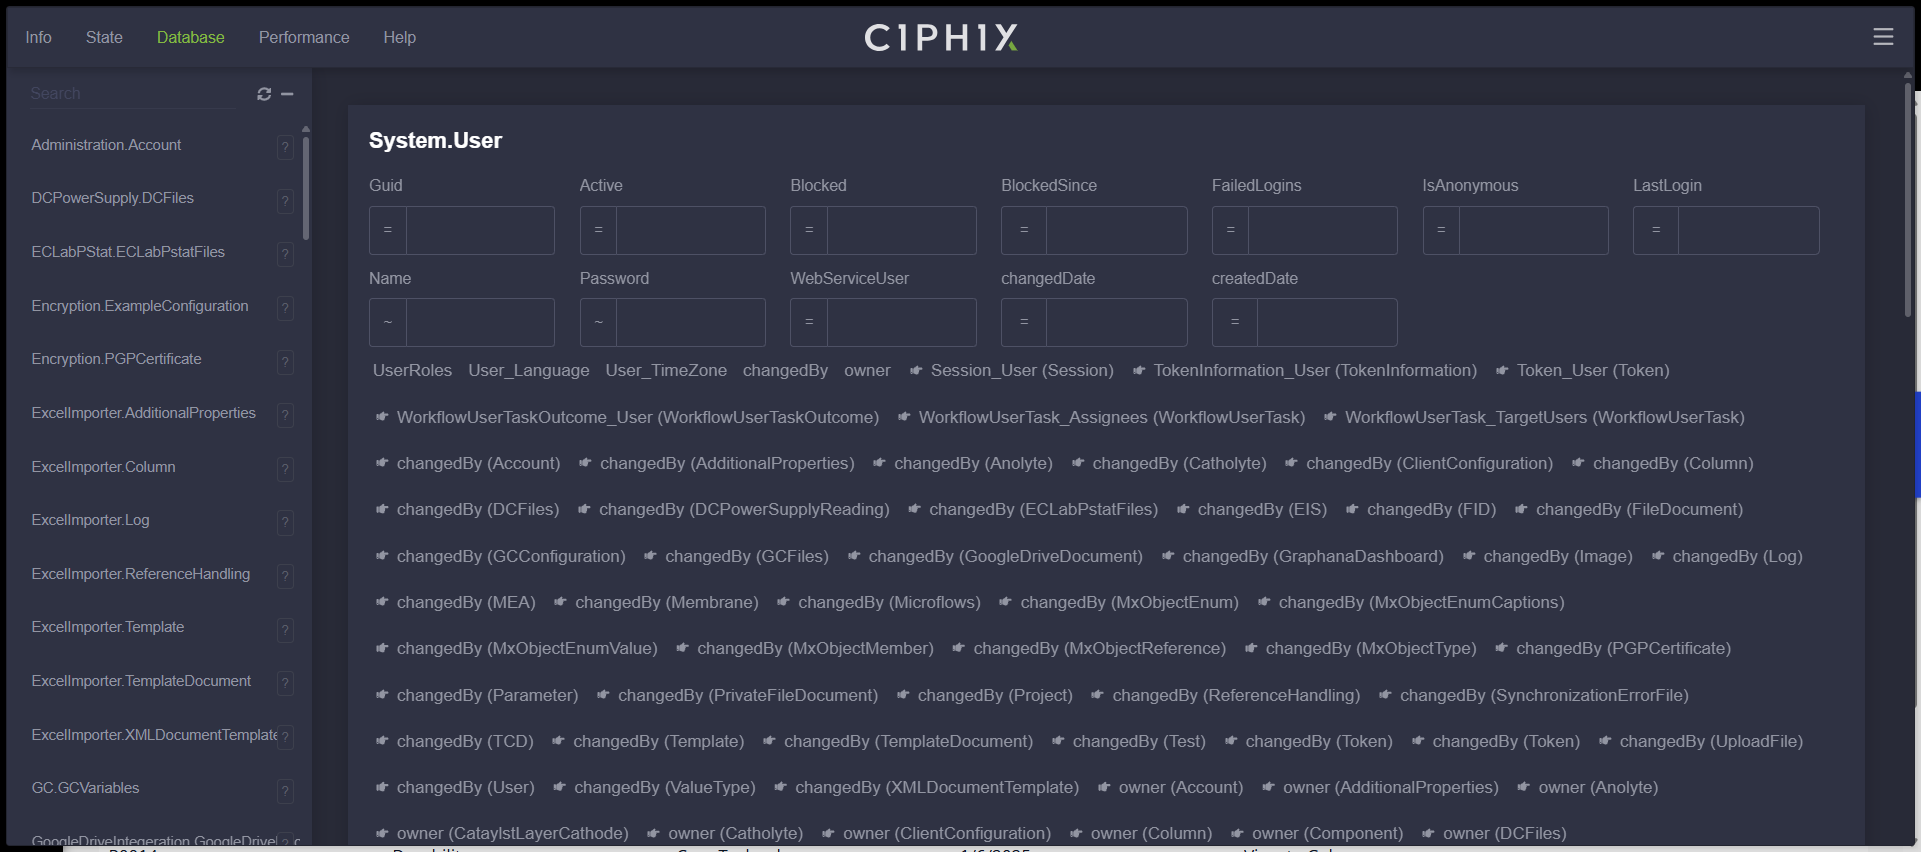 Info State Database Performance Help C1PH1X
Search
Administration.Account ?
DCPowerSupply.DCFiles ?
ECLabPStat.ECLabPstatFiles ?
Encryption.ExampleConfiguration ?
Encryption.PGPCertificate ?
ExcelImporter.AdditionalProperties ?
ExcelImporter.Column ?
ExcelImporter.Log ?
ExcelImporter.ReferenceHandling ?
ExcelImporter.Template ?
ExcelImporter.TemplateDocument ?
ExcelImporter.XMLDocumentTemplate ?
GC.GCVariables ?
System.User
Guid Active Blocked BlockedSince FailedLogins IsAnonymous LastLogin
= = = = = = =
Name Password WebServiceUser changedDate createdDate
~ ~ = = =
UserRoles User_Language User_TimeZone changedBy owner Session_User (Session) TokenInformation_User (TokenInformation) Token_User (Token)
WorkflowUserTaskOutcome_User (WorkflowUserTaskOutcome) WorkflowUserTask_Assignees (WorkflowUserTask) WorkflowUserTask_TargetUsers (WorkflowUserTask)
changedBy (Account) changedBy (AdditionalProperties) changedBy (Anolyte) changedBy (Catholyte) changedBy (ClientConfiguration) changedBy (Column)
changedBy (DCFiles) changedBy (DCPowerSupplyReading) changedBy (ECLabPstatFiles) changedBy (EIS) changedBy (FID) changedBy (FileDocument)
changedBy (GCConfiguration) changedBy (GCFiles) changedBy (GoogleDriveDocument) changedBy (GraphanaDashboard) changedBy (Image) changedBy (Log)
changedBy (MEA) changedBy (Membrane) changedBy (Microflows) changedBy (MxObjectEnum) changedBy (MxObjectEnumCaptions)
changedBy (MxObjectEnumValue) changedBy (MxObjectMember) changedBy (MxObjectReference) changedBy (MxObjectType) changedBy (PGPCertificate)
changedBy (Parameter) changedBy (PrivateFileDocument) changedBy (Project) changedBy (ReferenceHandling) changedBy (SynchronizationErrorFile)
changedBy (TCD) changedBy (Template) changedBy (TemplateDocument) changedBy (Test) changedBy (Token) changedBy (Token) changedBy (UploadFile)
changedBy (User) changedBy (ValueType) changedBy (XMLDocumentTemplate) owner (Account) owner (AdditionalProperties) owner (Anolyte)
owner (CataylstLayerCathode) owner (Catholyte) owner (ClientConfiguration) owner (Column) owner (Component) owner (DCFiles)